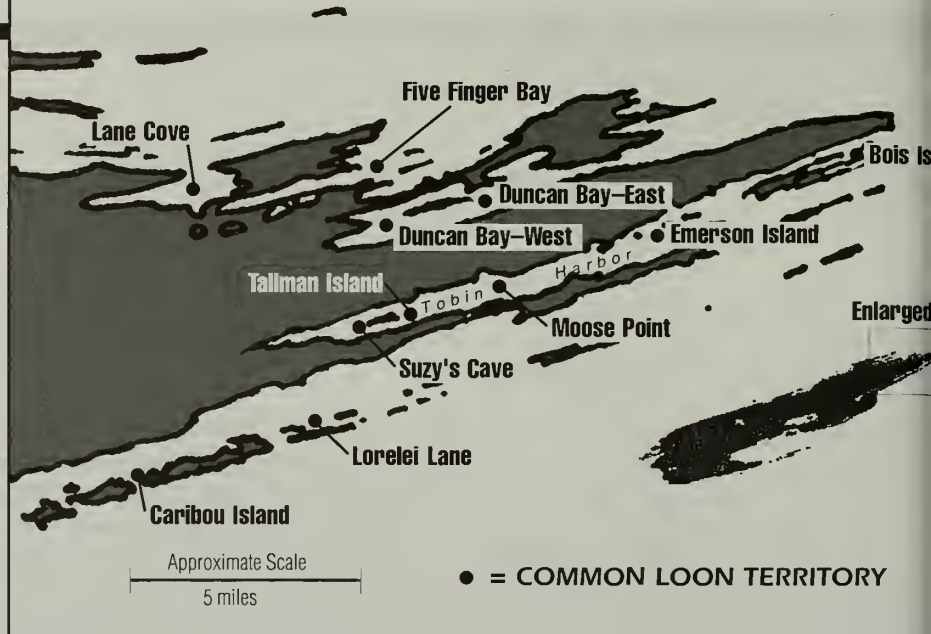 Five Finger Bay
Lane Cove
Bois Is
Duncan Bay–East
Duncan Bay–West
Emerson Island
Tallman Island
Tobin Harbor
Enlarged
Moose Point
Suzy's Cave
Lorelei Lane
Caribou Island
Approximate Scale
5 miles
= COMMON LOON TERRITORY